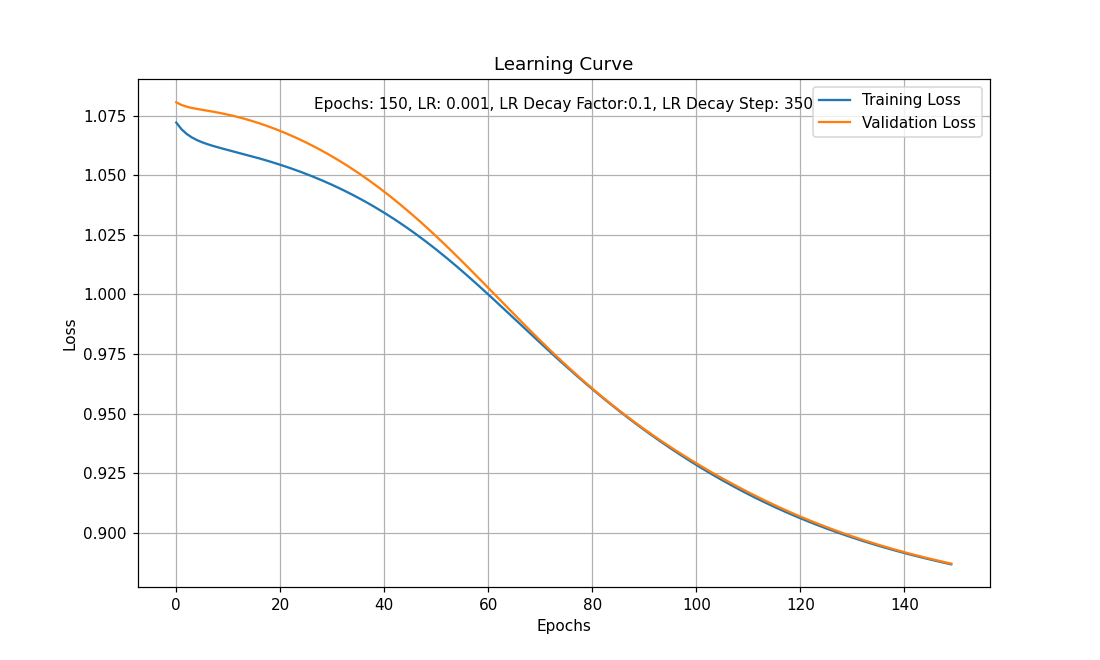 Learning Curve
Epochs: 150, LR: 0.001, LR Decay Factor:0.1, LR Decay Step: 350
Training Loss
Validation Loss
1.075
1.050
1.025
1.000
0.975
0.950
0.925
0.900
Loss
0 20 40 60 80 100 120 140
Epochs